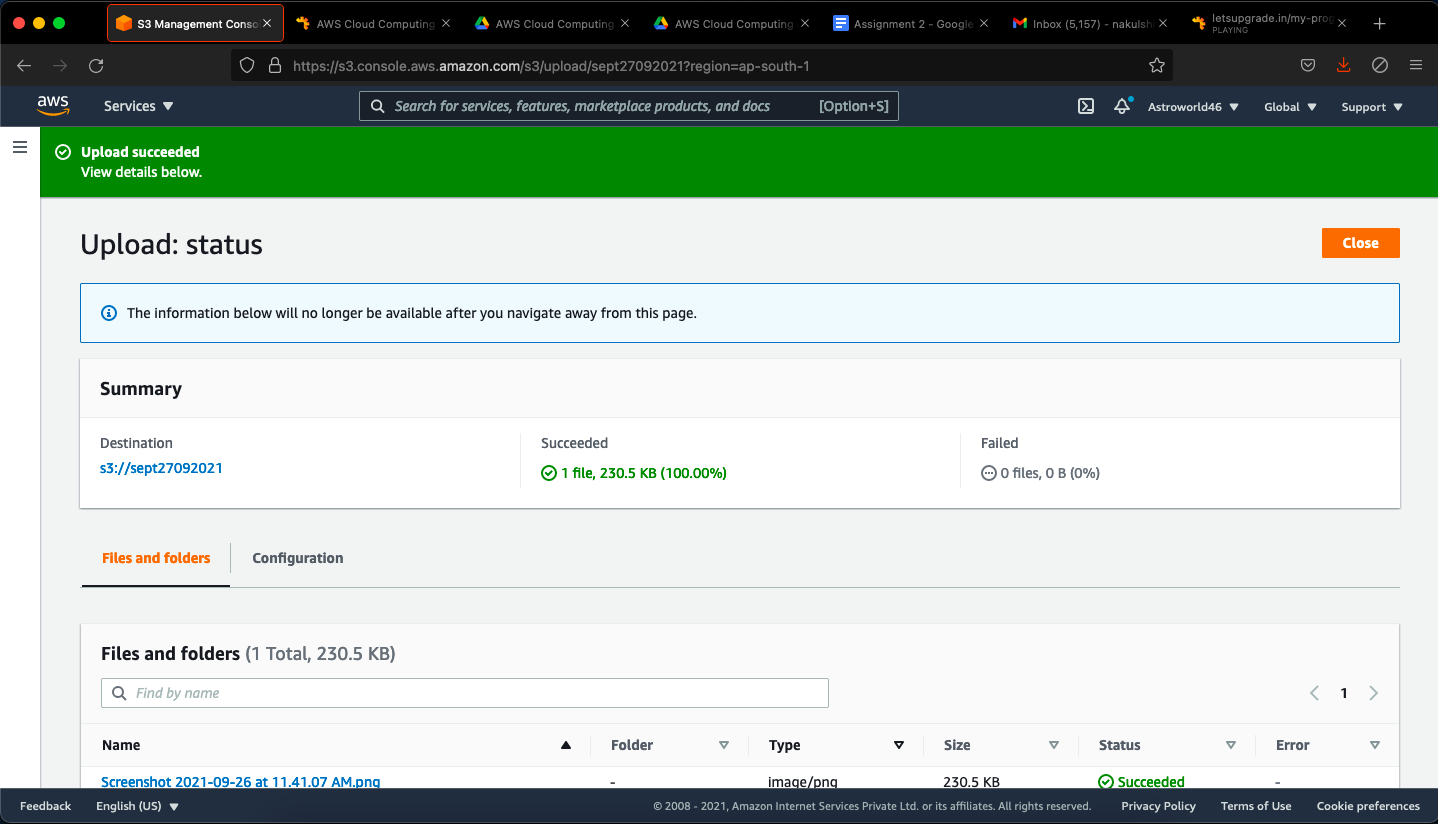 S3 Management Conso
AWS Cloud Computing
AWS Cloud Computing
AWS Cloud Computing
Assignment 2 - Google
Inbox (5,157) - nakulsh
letsupgrade.in/my-prog
PLAYING
https://s3.console.aws.amazon.com/s3/upload/sept27092021?region=ap-south-1
aws
Services
Search for services, features, marketplace products, and docs [Option+S]
Astroworld46
Global
Support
Upload succeeded
View details below.
Upload: status
Close
The information below will no longer be available after you navigate away from this page.
Summary
Destination
s3://sept27092021
Succeeded
1 file, 230.5 KB (100.00%)
Failed
0 files, 0 B (0%)
Files and folders
Configuration
Files and folders (1 Total, 230.5 KB)
Find by name
1
Name Folder Type Size Status Error
Screenshot 2021-09-26 at 11.41.07 AM.png - image/png 230.5 KB Succeeded -
Feedback English (US) © 2008 - 2021, Amazon Internet Services Private Ltd. or its affiliates. All rights reserved. Privacy Policy Terms of Use Cookie preferences